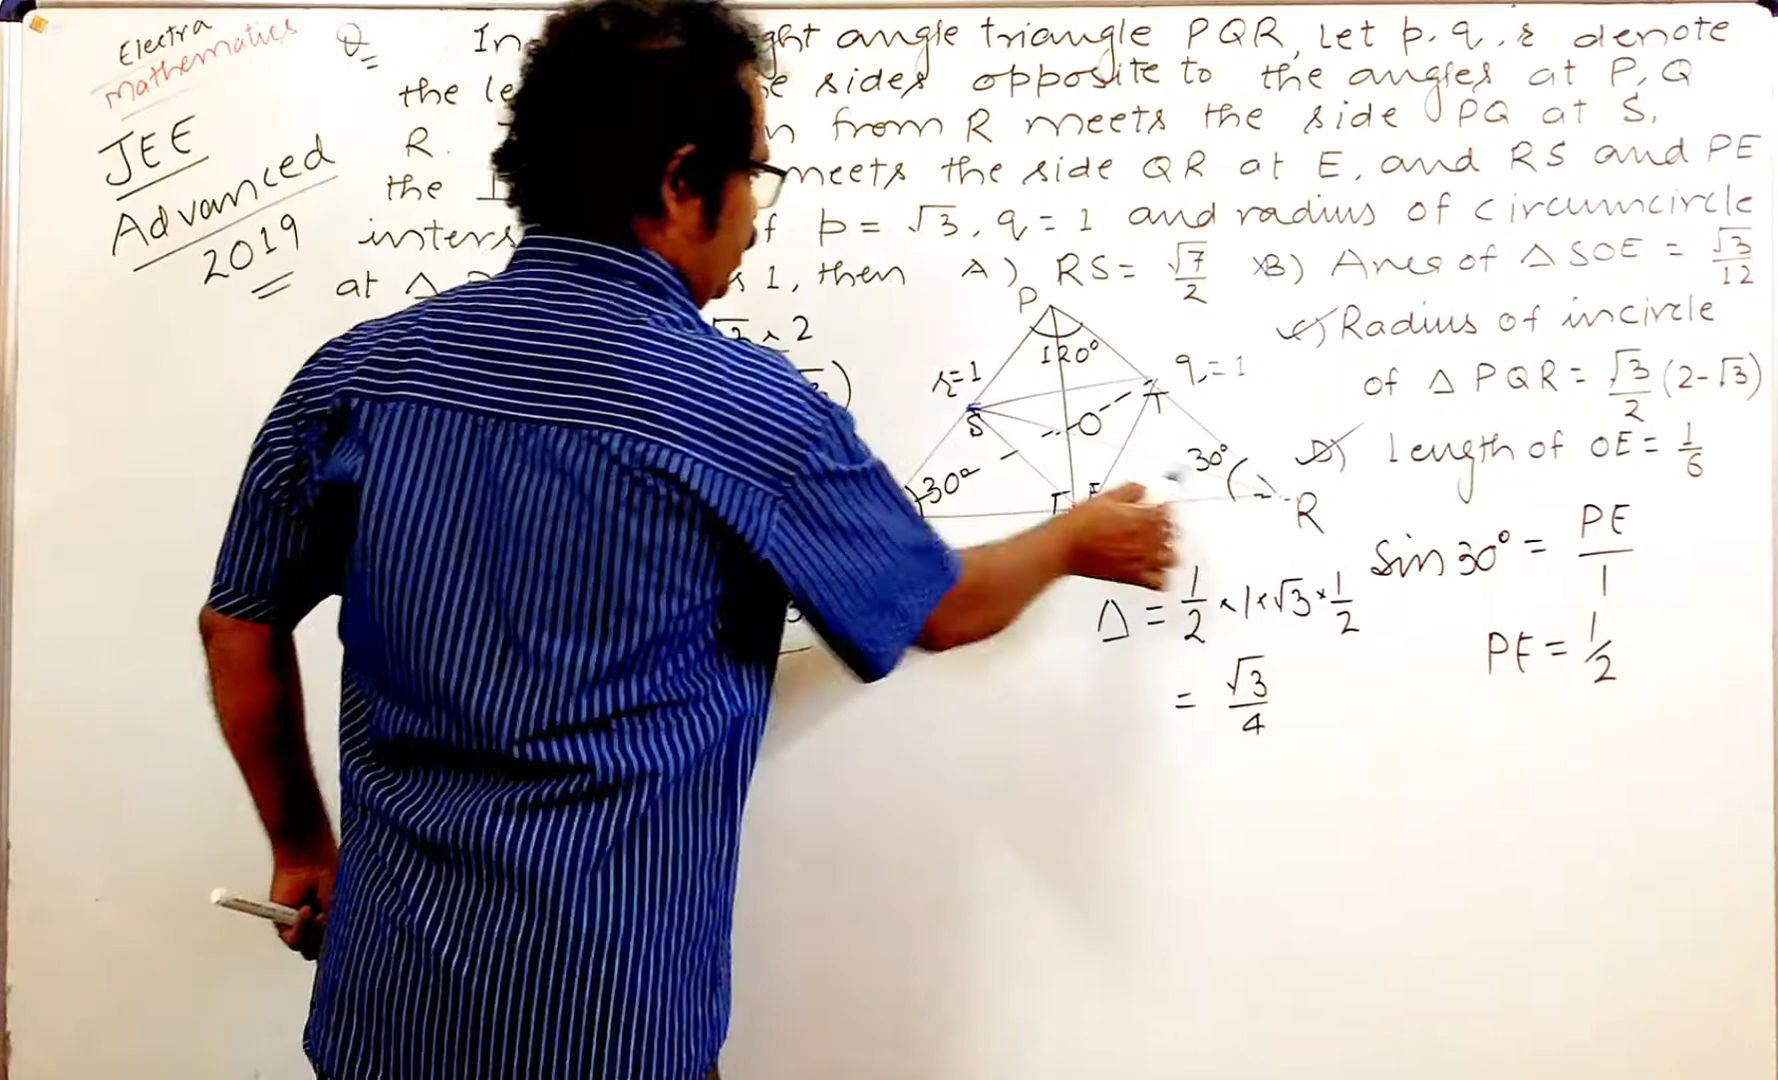 Electra
Mathematics
JEE
Advanced
2019
Q In ght angle triangle PQR, Let p. q. r denote
the le e sides opposite to the angles at P, Q
R. n from R meets the side PQ at S,
the ⊥ meets the side QR at E, and RS and PE
inters f p = √3, q = 1 and radius of circumcircle
at Δ 1, then A) RS = √7/2 B) Area of Δ SOE = √3/12
C) Radius of incircle
of Δ PQR = √3/2 (2-√3)
D) Length of OE = 1/6
× 2
P
120°
r=1
q=1
S
O
T
30°
30°
E
R
Sin 30° = PE/1
PE = 1/2
Δ = 1/2 × 1 × √3 × 1/2
= √3/4